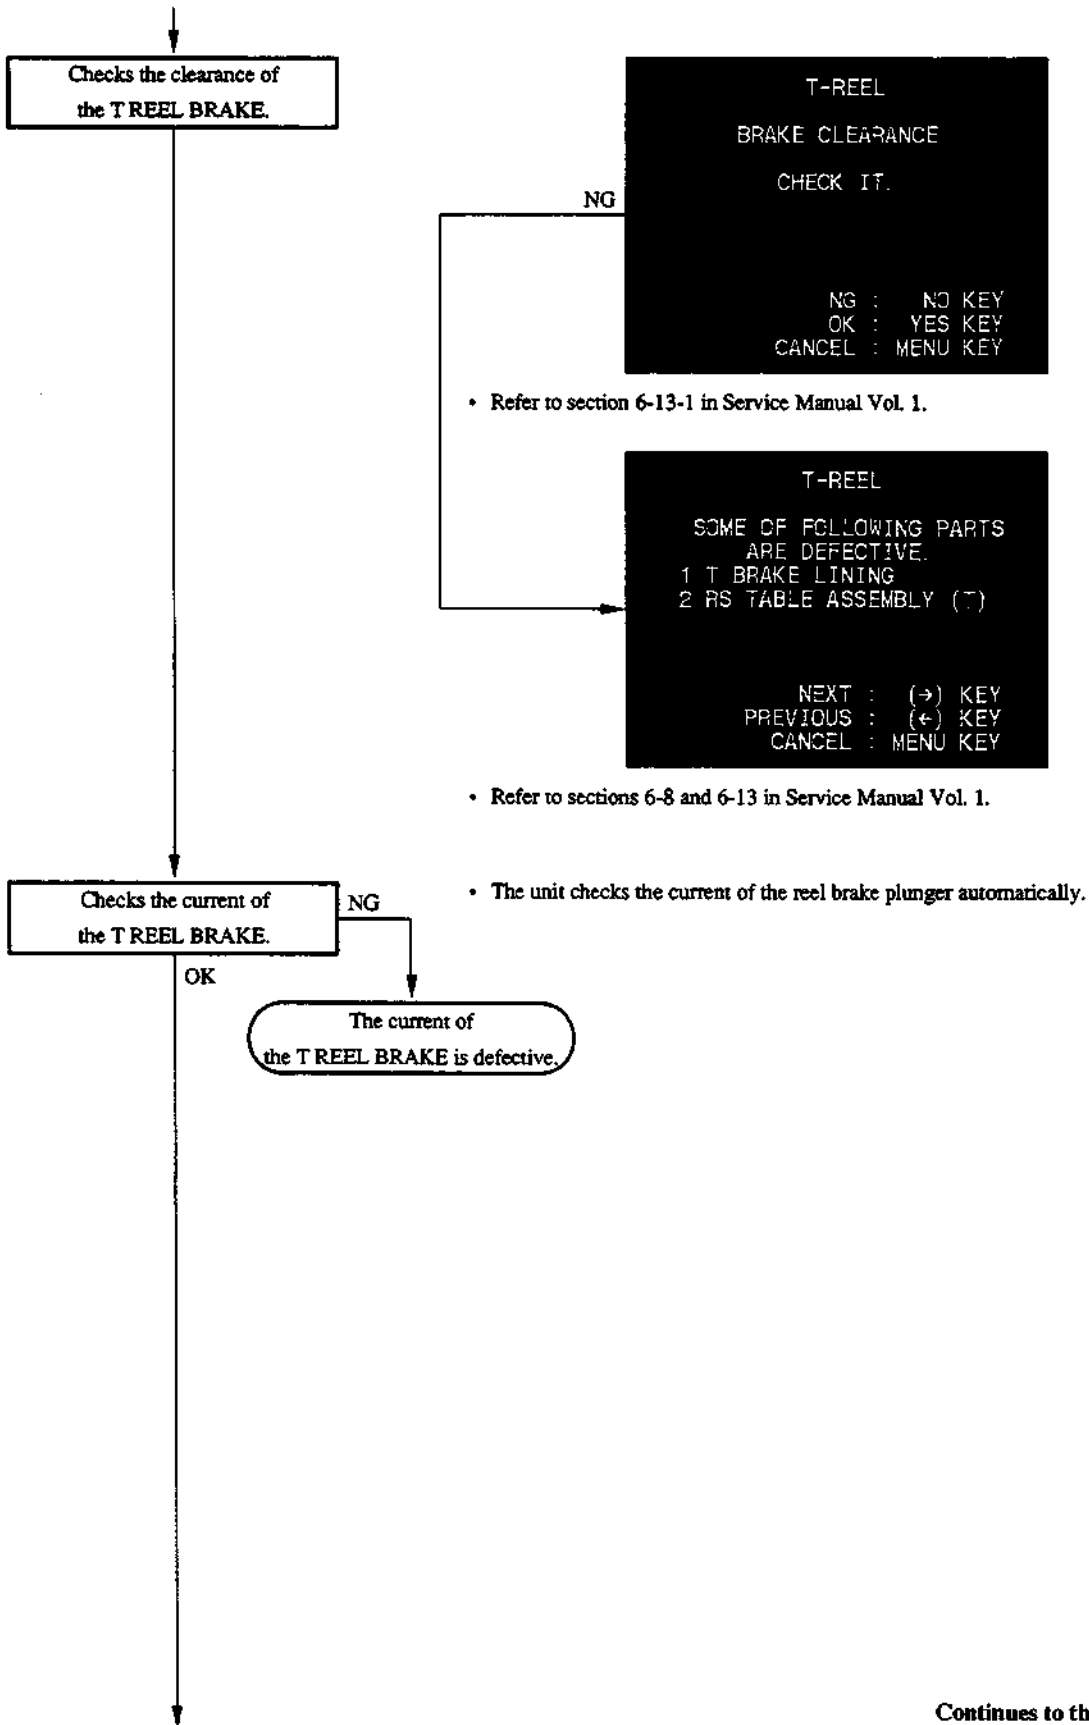 Checks the clearance of
the T REEL BRAKE.
T-REEL
BRAKE CLEARANCE
CHECK IT.
NG : NO KEY
OK : YES KEY
CANCEL : MENU KEY
NG
• Refer to section 6-13-1 in Service Manual Vol. 1.
T-REEL
SOME OF FOLLOWING PARTS
ARE DEFECTIVE.
1 T BRAKE LINING
2 RS TABLE ASSEMBLY (T)
NEXT : (→) KEY
PREVIOUS : (←) KEY
CANCEL : MENU KEY
• Refer to sections 6-8 and 6-13 in Service Manual Vol. 1.
Checks the current of
the T REEL BRAKE.
NG
• The unit checks the current of the reel brake plunger automatically.
OK
The current of
the T REEL BRAKE is defective.
Continues to